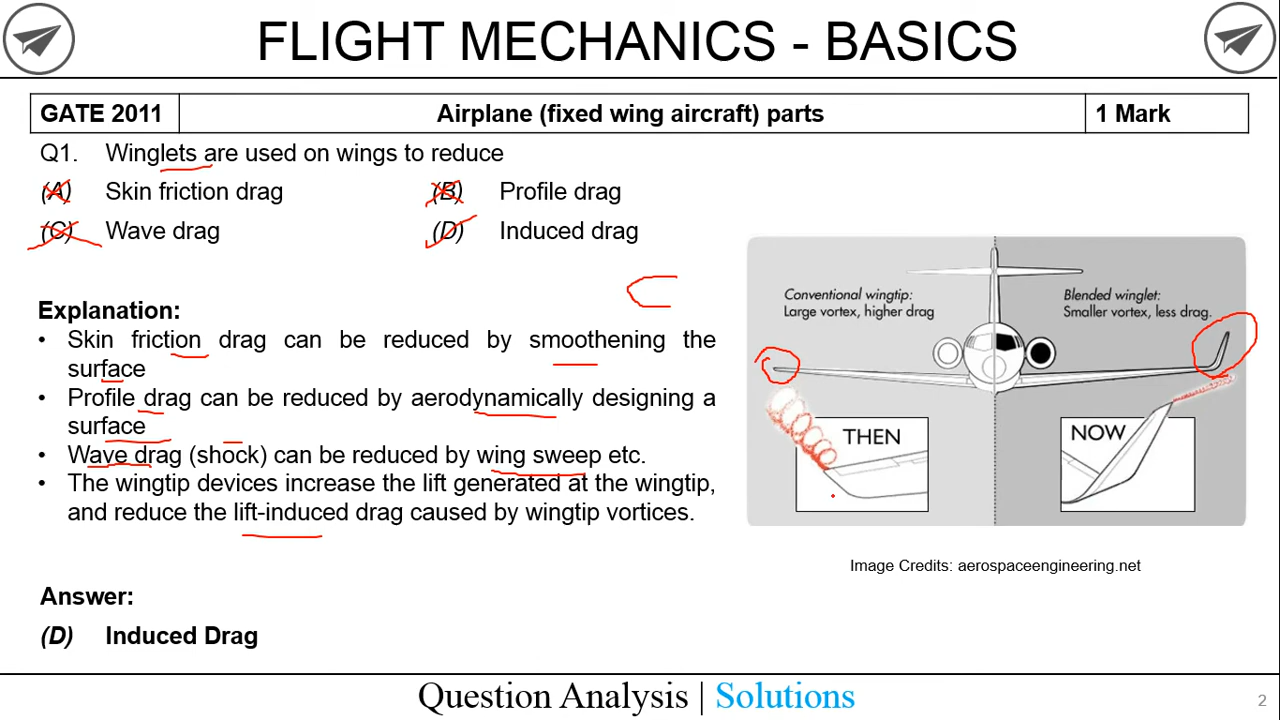 FLIGHT MECHANICS - BASICS
GATE 2011 Airplane (fixed wing aircraft) parts 1 Mark
Q1. Winglets are used on wings to reduce
(A) Skin friction drag (B) Profile drag
(C) Wave drag (D) Induced drag
Explanation:
• Skin friction drag can be reduced by smoothening the
surface
• Profile drag can be reduced by aerodynamically designing a
surface
• Wave drag (shock) can be reduced by wing sweep etc.
• The wingtip devices increase the lift generated at the wingtip,
and reduce the lift-induced drag caused by wingtip vortices.
Conventional wingtip:
Large vortex, higher drag
Blended winglet:
Smaller vortex, less drag.
THEN
NOW
Image Credits: aerospaceengineering.net
Answer:
(D) Induced Drag
Question Analysis | Solutions
2